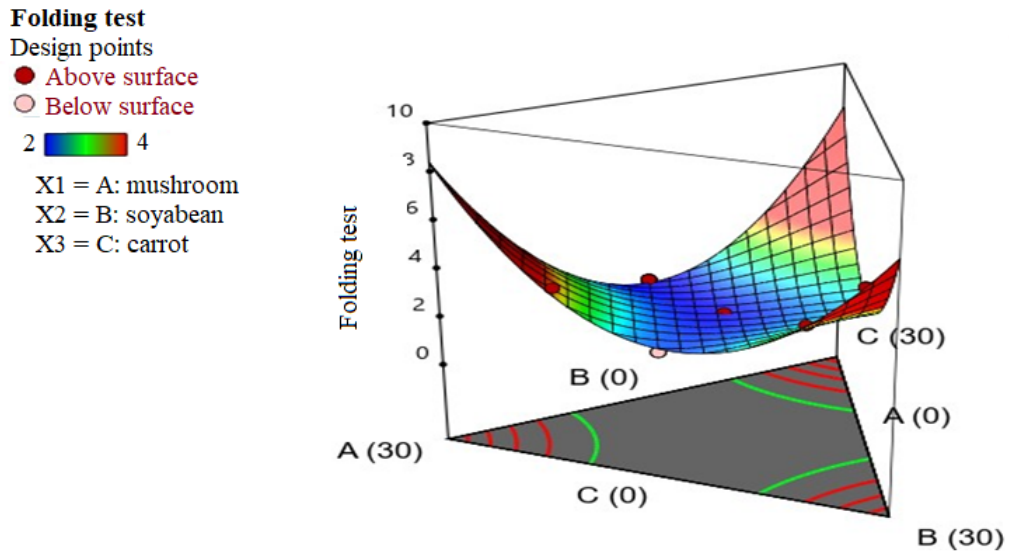 Folding test
Design points
Above surface
Below surface
2 4
X1 = A: mushroom
X2 = B: soyabean
X3 = C: carrot
10
3
6
4
2
0
Folding test
B (0)
C (30)
A (0)
A (30)
C (0)
B (30)